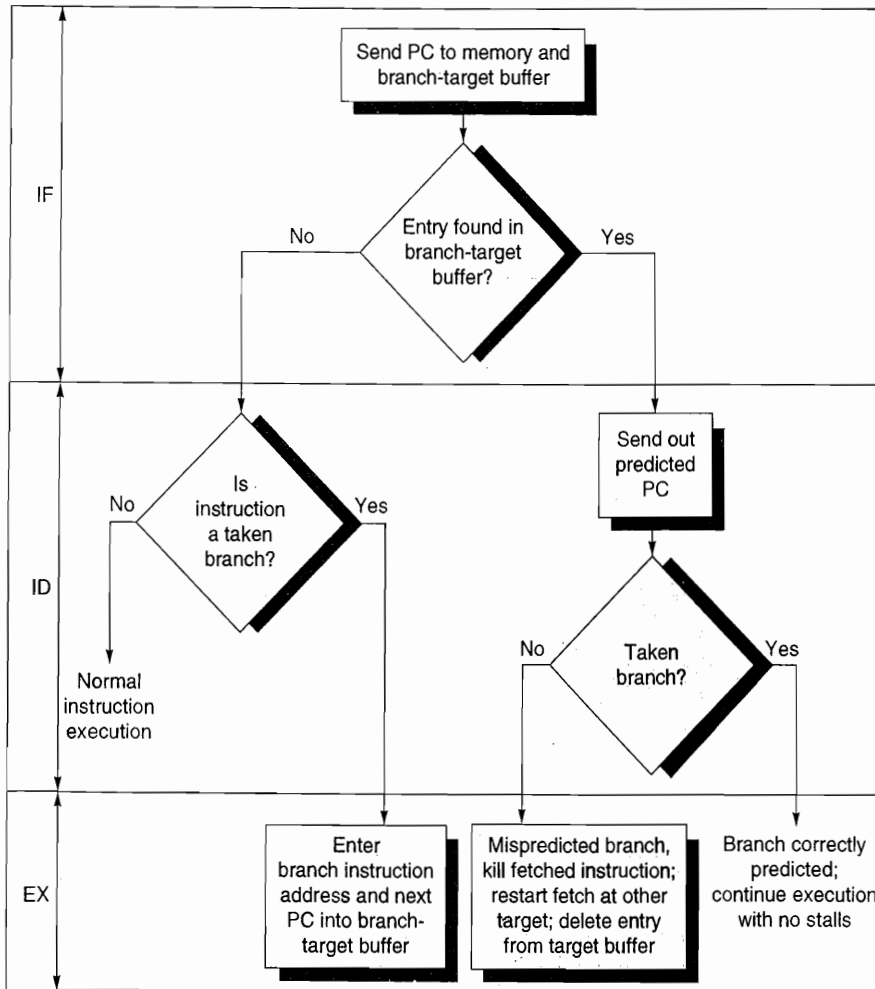 Send PC to memory and
branch-target buffer
IF
No
Entry found in
branch-target
buffer?
Yes
Send out
predicted
PC
No
Is
instruction
a taken
branch?
Yes
ID
No
Taken
branch?
Yes
Normal
instruction
execution
EX
Enter
branch instruction
address and next
PC into branch-
target buffer
Mispredicted branch,
kill fetched instruction;
restart fetch at other
target; delete entry
from target buffer
Branch correctly
predicted;
continue execution
with no stalls